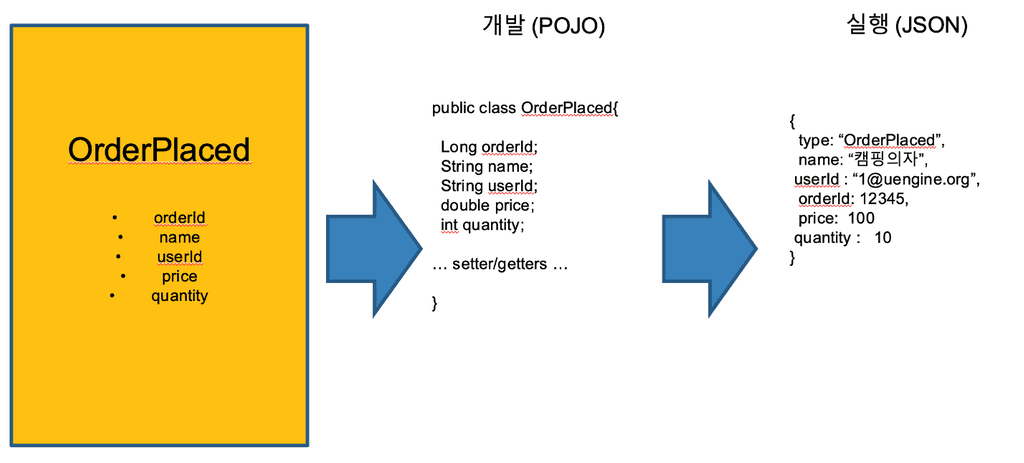 OrderPlaced
• orderId
• name
• userId
• price
• quantity
개발 (POJO)
public class OrderPlaced{
Long orderId;
String name;
String userId;
double price;
int quantity;
… setter/getters …
}
실행 (JSON)
{
type: “OrderPlaced”,
name: “캠핑의자”,
userId : “1@uengine.org”,
orderId: 12345,
price: 100
quantity : 10
}